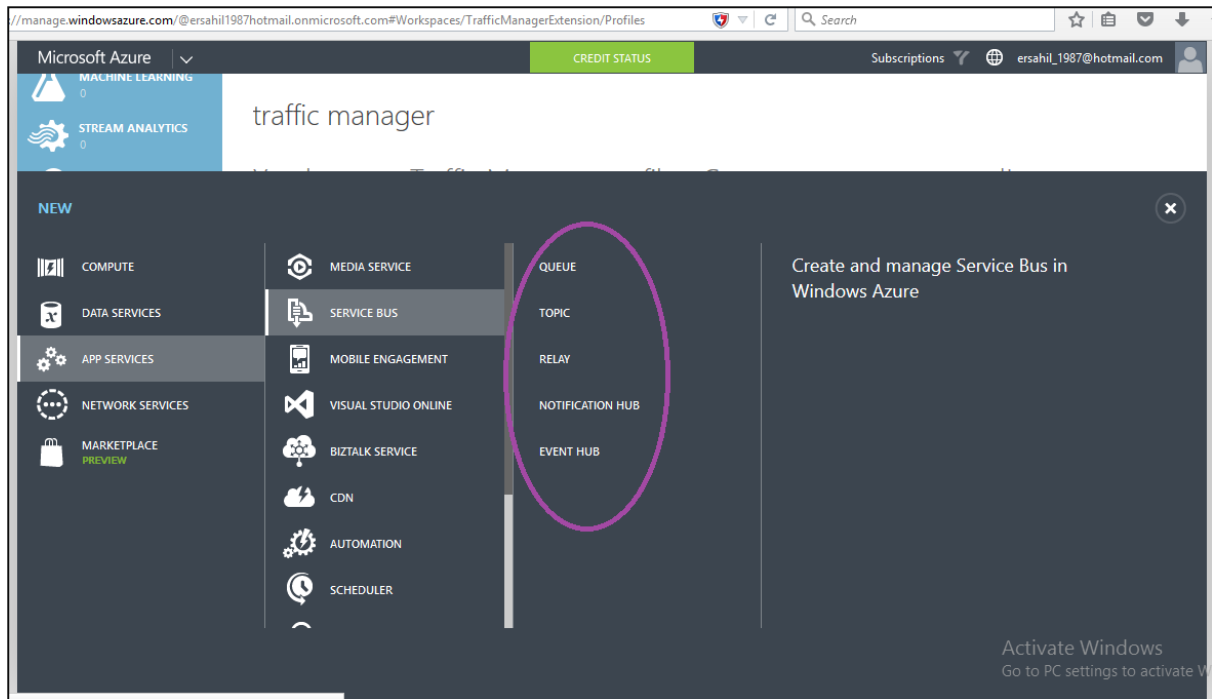 //manage.windowsazure.com/@ersahil1987hotmail.onmicrosoft.com#Workspaces/TrafficManagerExtension/Profiles
Search
Microsoft Azure
CREDIT STATUS
Subscriptions
ersahil_1987@hotmail.com
MACHINE LEARNING
0
STREAM ANALYTICS
0
traffic manager
NEW
COMPUTE
DATA SERVICES
APP SERVICES
NETWORK SERVICES
MARKETPLACE
PREVIEW
MEDIA SERVICE
SERVICE BUS
MOBILE ENGAGEMENT
VISUAL STUDIO ONLINE
BIZTALK SERVICE
CDN
AUTOMATION
SCHEDULER
QUEUE
TOPIC
RELAY
NOTIFICATION HUB
EVENT HUB
Create and manage Service Bus in
Windows Azure
Activate Windows
Go to PC settings to activate W